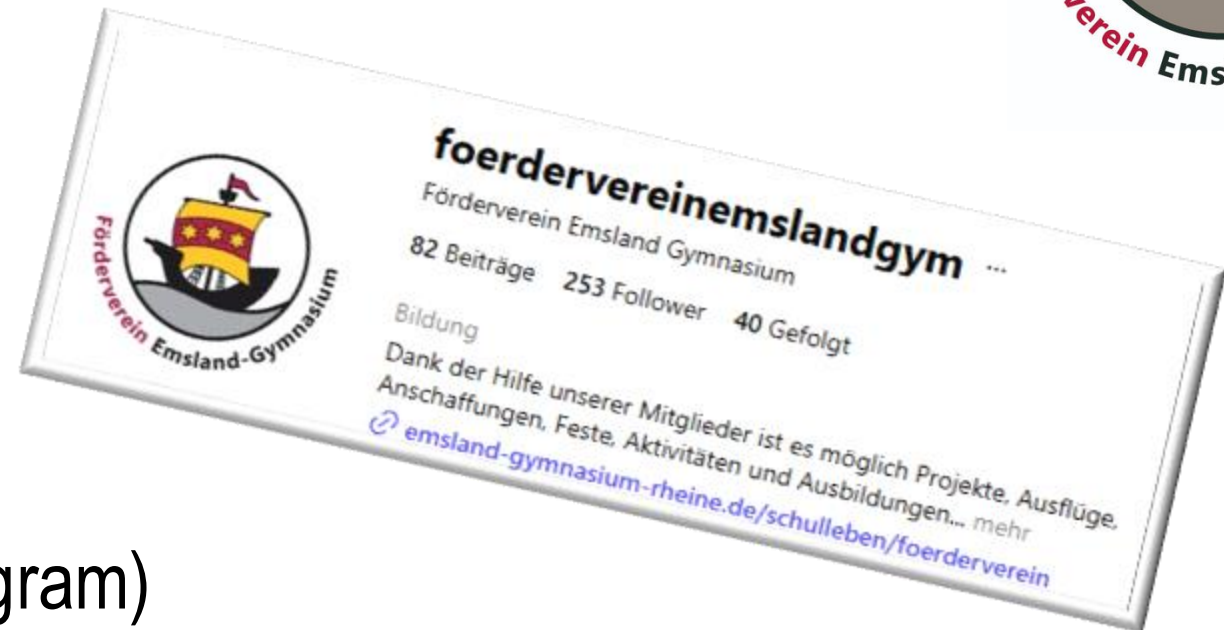 verein Ems
foerdervereinemslandgym ...
Förderverein Emsland Gymnasium
82 Beiträge 253 Follower 40 Gefolgt
Bildung
Dank der Hilfe unserer Mitglieder ist es möglich Projekte, Ausflüge,
Anschaffungen, Feste, Aktivitäten und Ausbildungen... mehr
emsland-gymnasium-rheine.de/schulleben/foerderverein
Förderverein Emsland-Gymnasium
gram)